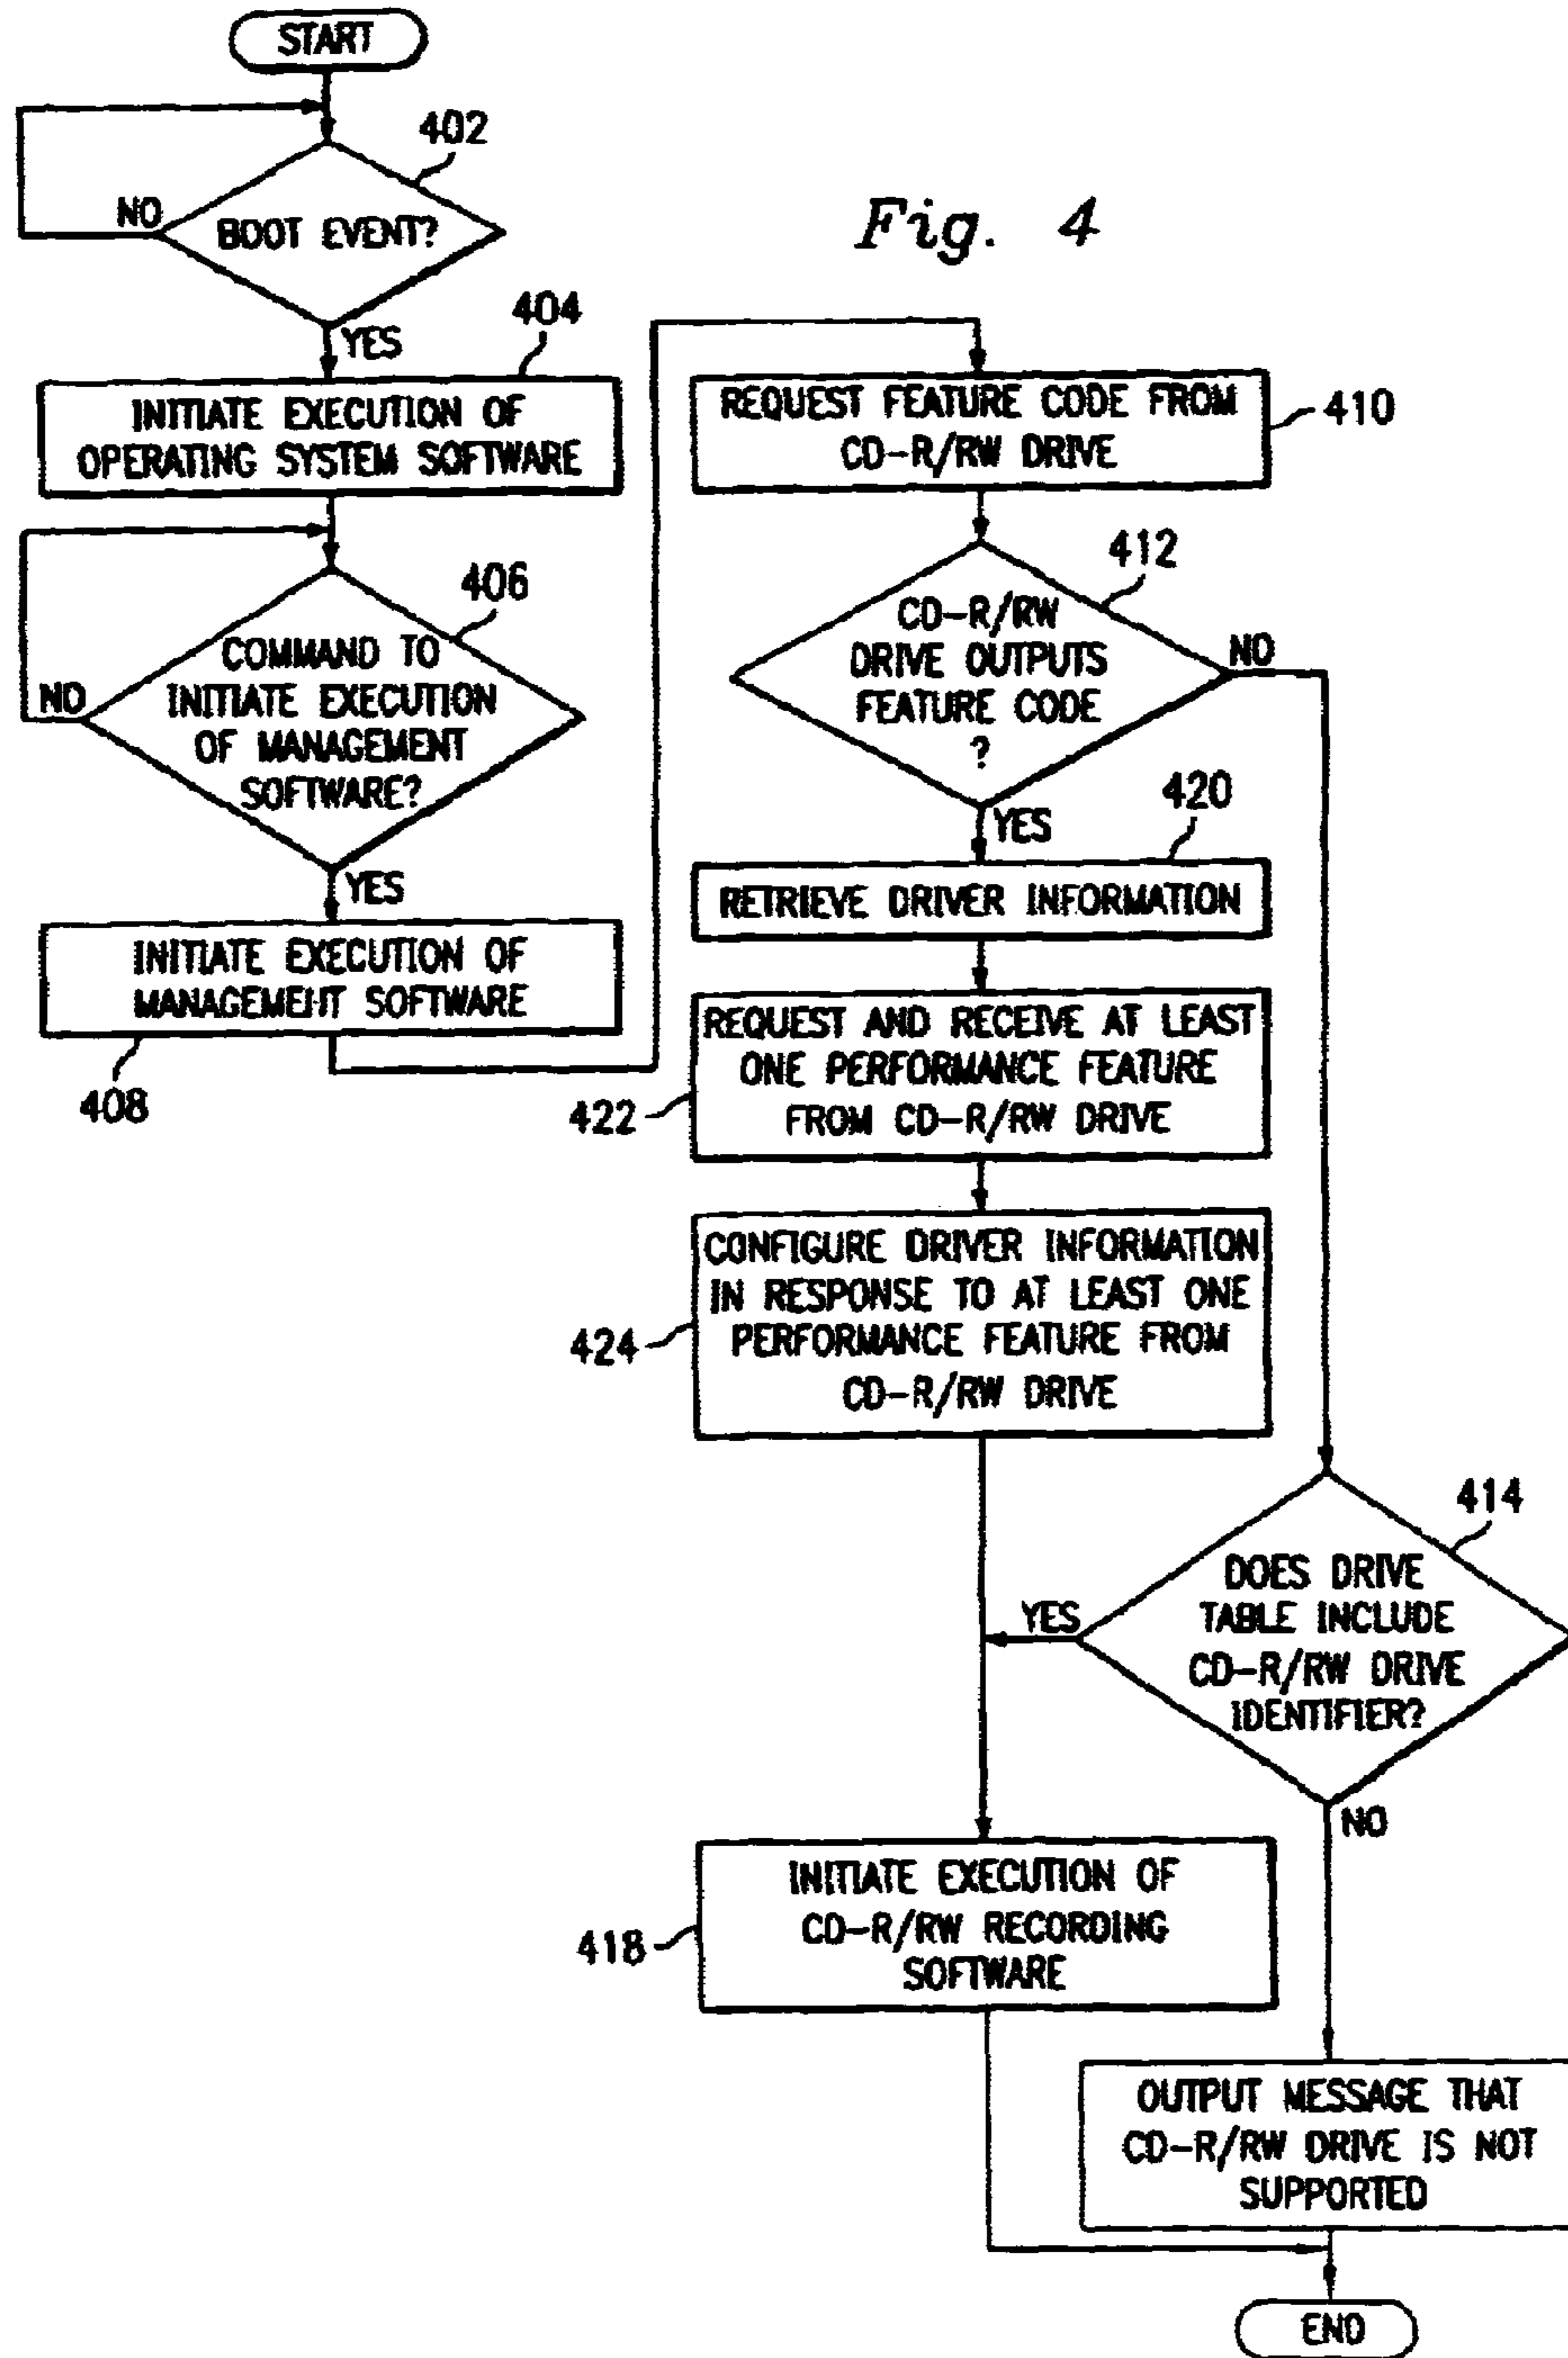 START
402
NO
BOOT EVENT?
YES
404
INITIATE EXECUTION OF
OPERATING SYSTEM SOFTWARE
406
COMMAND TO
INITIATE EXECUTION
OF MANAGEMENT
SOFTWARE?
NO
YES
INITIATE EXECUTION OF
MANAGEMENT SOFTWARE
408
Fig. 4
REQUEST FEATURE CODE FROM
CD-R/RW DRIVE
410
412
CD-R/RW
DRIVE OUTPUTS
FEATURE CODE
?
NO
YES
420
RETRIEVE DRIVER INFORMATION
REQUEST AND RECEIVE AT LEAST
ONE PERFORMANCE FEATURE
FROM CD-R/RW DRIVE
422
CONFIGURE DRIVER INFORMATION
IN RESPONSE TO AT LEAST ONE
PERFORMANCE FEATURE FROM
CD-R/RW DRIVE
424
414
DOES DRIVE
TABLE INCLUDE
CD-R/RW DRIVE
IDENTIFIER?
YES
NO
INITIATE EXECUTION OF
CD-R/RW RECORDING
SOFTWARE
418
OUTPUT MESSAGE THAT
CD-R/RW DRIVE IS NOT
SUPPORTED
END